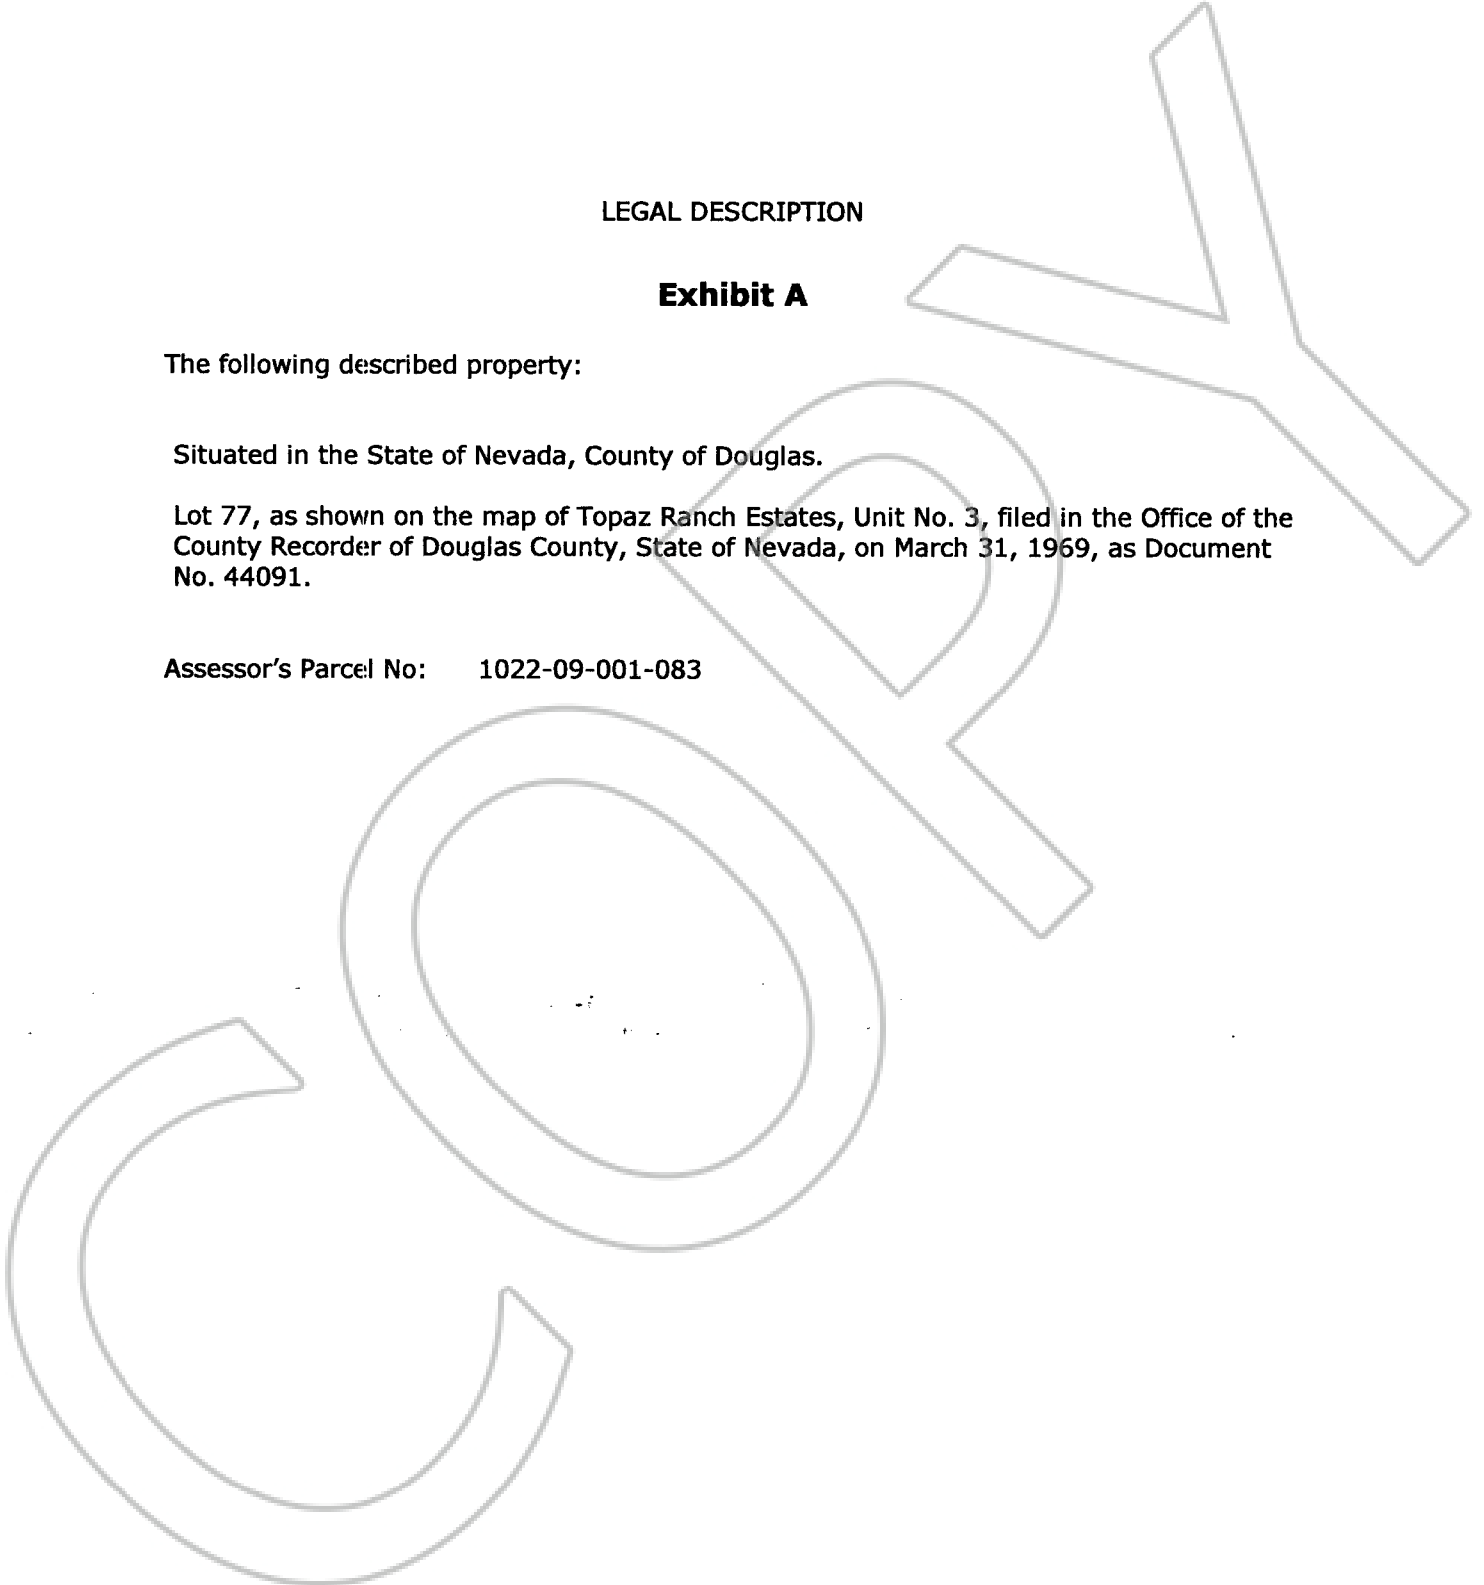 LEGAL DESCRIPTION
Exhibit A
The following described property:
Situated in the State of Nevada, County of Douglas.
Lot 77, as shown on the map of Topaz Ranch Estates, Unit No. 3, filed in the Office of the
County Recorder of Douglas County, State of Nevada, on March 31, 1969, as Document
No. 44091.
Assessor's Parcel No: 1022-09-001-083
COPY